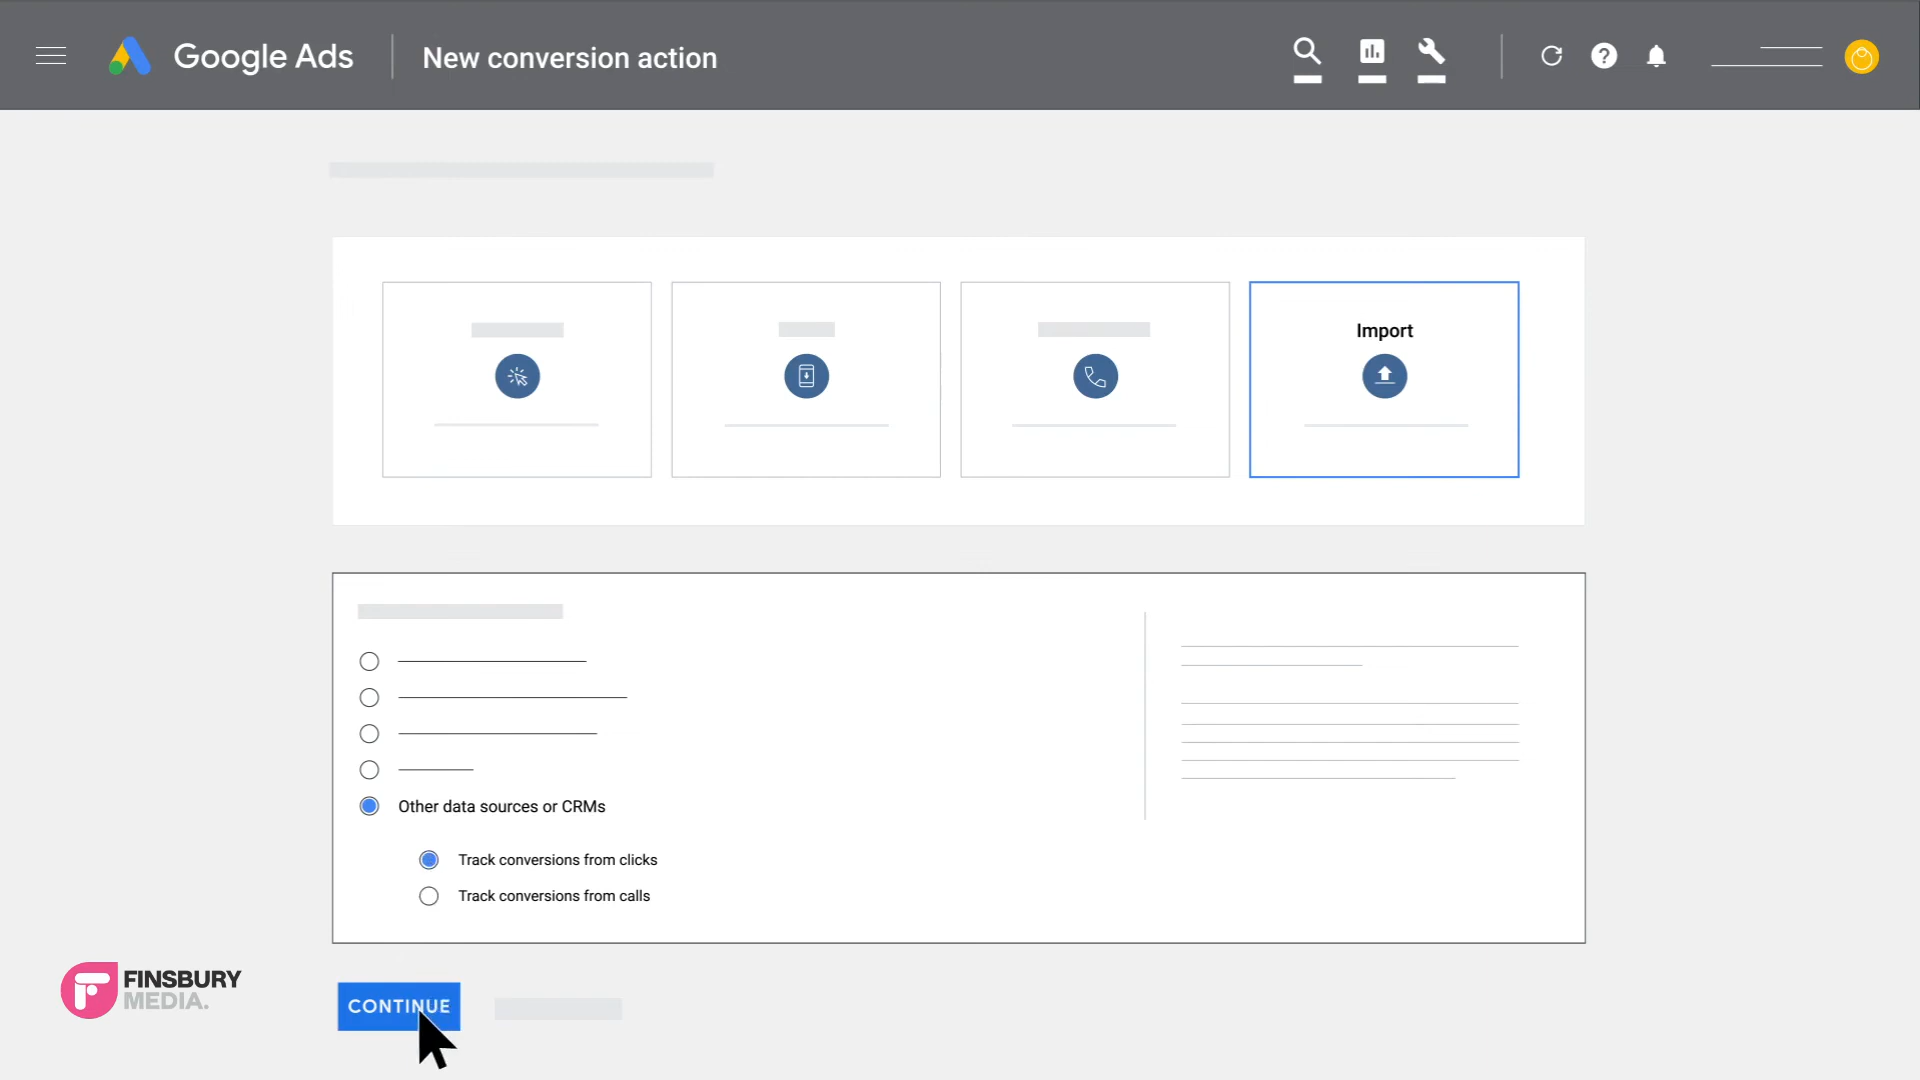 Google Ads
New conversion action
Import
Other data sources or CRMs
Track conversions from clicks
Track conversions from calls
FINSBURY
MEDIA.
CONTINUE